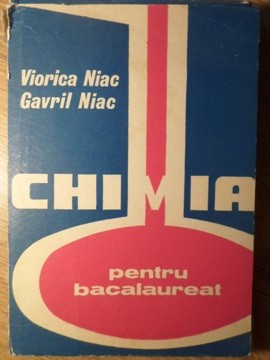 Viorica Niac
Gavril Niac
CHIMIA
pentru
bacalaureat